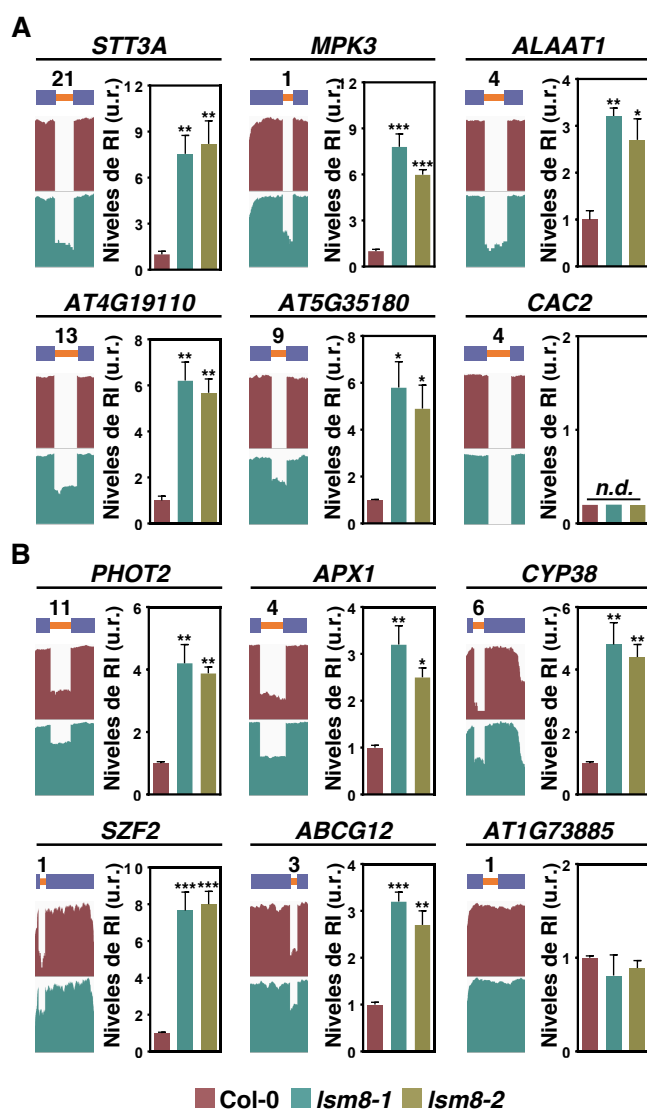 A
STT3A MPK3 ALAAT1
21 1 4
Niveles de RI (u.r.) 12 9 6 3 0 ** **
Niveles de RI (u.r.) 12 9 6 3 0 *** ***
Niveles de RI (u.r.) 4 3 2 1 0 ** *
AT4G19110 AT5G35180 CAC2
13 9 4
Niveles de RI (u.r.) 8 6 4 2 0 ** **
Niveles de RI (u.r.) 8 6 4 2 0 * *
Niveles de RI (u.r.) 2 1 0 n.d.
B
PHOT2 APX1 CYP38
11 4 6
Niveles de RI (u.r.) 6 4 2 0 ** **
Niveles de RI (u.r.) 4 3 2 1 0 ** *
Niveles de RI (u.r.) 6 4 2 0 ** **
SZF2 ABCG12 AT1G73885
1 3 1
Niveles de RI (u.r.) 10 8 6 4 2 0 *** ***
Niveles de RI (u.r.) 4 3 2 1 0 *** **
Niveles de RI (u.r.) 2 1 0
Col-0 lsm8-1 lsm8-2